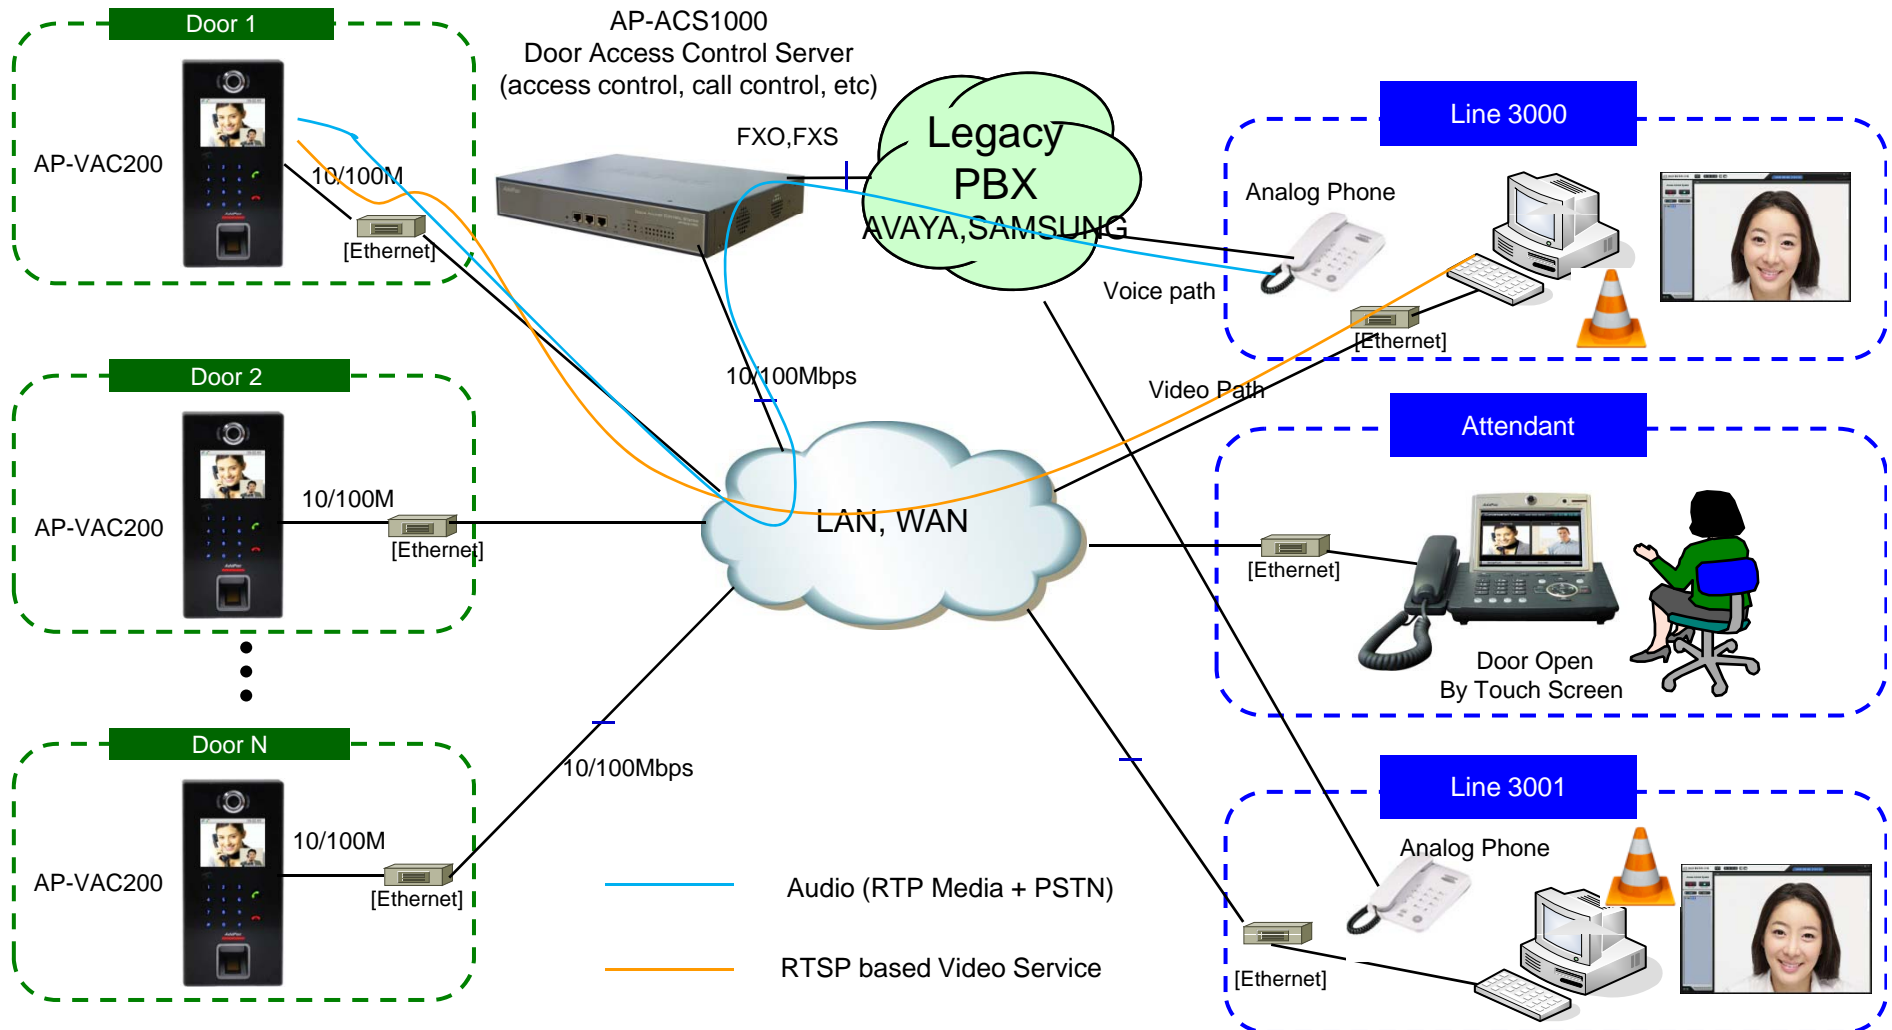 Door 1
AP-ACS1000
Door Access Control Server
(access control, call control, etc)
AP-VAC200
10/100M
[Ethernet]
FXO,FXS
Legacy
PBX
AVAYA,SAMSUNG
Line 3000
Analog Phone
Voice path
[Ethernet]
10/100Mbps
Video Path
Door 2
AP-VAC200
10/100M
[Ethernet]
LAN, WAN
Attendant
[Ethernet]
Door Open
By Touch Screen
Door N
AP-VAC200
10/100M
[Ethernet]
10/100Mbps
Line 3001
Analog Phone
[Ethernet]
Audio (RTP Media + PSTN)
RTSP based Video Service